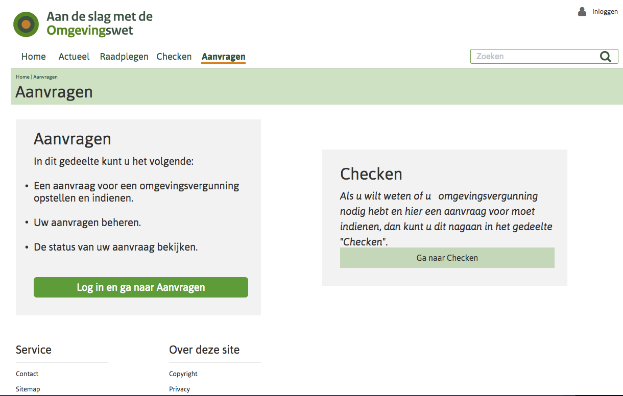 Aan de slag met de
Omgevingswet
Inloggen
Home Actueel Raadplegen Checken Aanvragen
Zoeken
Home | Aanvragen
Aanvragen
Aanvragen
In dit gedeelte kunt u het volgende:
• Een aanvraag voor een omgevingsvergunning
opstellen en indienen.
• Uw aanvragen beheren.
• De status van uw aanvraag bekijken.
Log in en ga naar Aanvragen
Checken
Als u wilt weten of u omgevingsvergunning
nodig hebt en hier een aanvraag voor moet
indienen, dan kunt u dit nagaan in het gedeelte
"Checken".
Ga naar Checken
Service
Contact
Sitemap
Over deze site
Copyright
Privacy